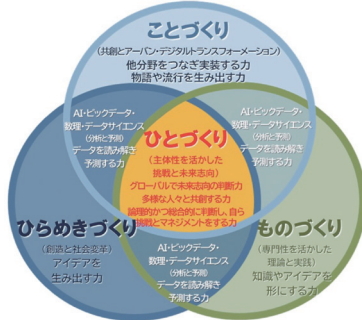 ことづくり
(共創とアーバン・デジタルトランスフォーメーション)
他分野をつなぎ実装する力
物語や流行を生み出す力
AI・ビックデータ・
数理・データサイエンス
(分析と予測)
データを読み解き
予測する力
AI・ビックデータ・
数理・データサイエンス
(分析と予測)
データを読み解き
予測する力
ひとづくり
(主体性を活かした
挑戦と未来志向)
グローバルで未来志向の判断力
多様な人々と共創する力
論理的かつ総合的に判断し、自ら
挑戦とマネジメントをする力
ひらめきづくり
(創造と社会変革)
アイデアを
生み出す力
ものづくり
(専門性を活かした
理論と実践)
知識やアイデアを
形にする力
AI・ビックデータ・
数理・データサイエンス
(分析と予測)
データを読み解き
予測する力